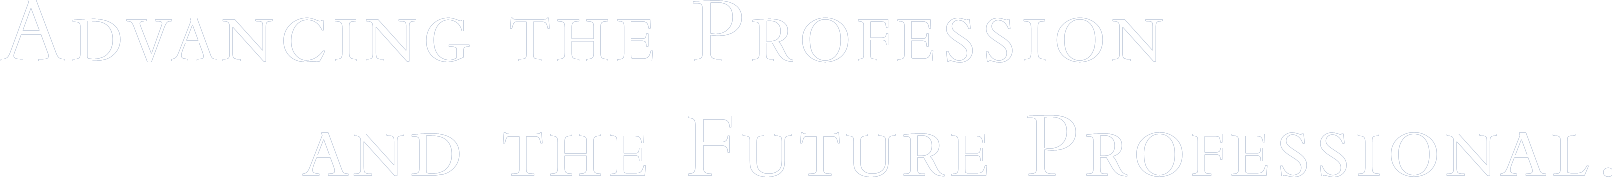 Advancing the Profession
and the Future Professional.